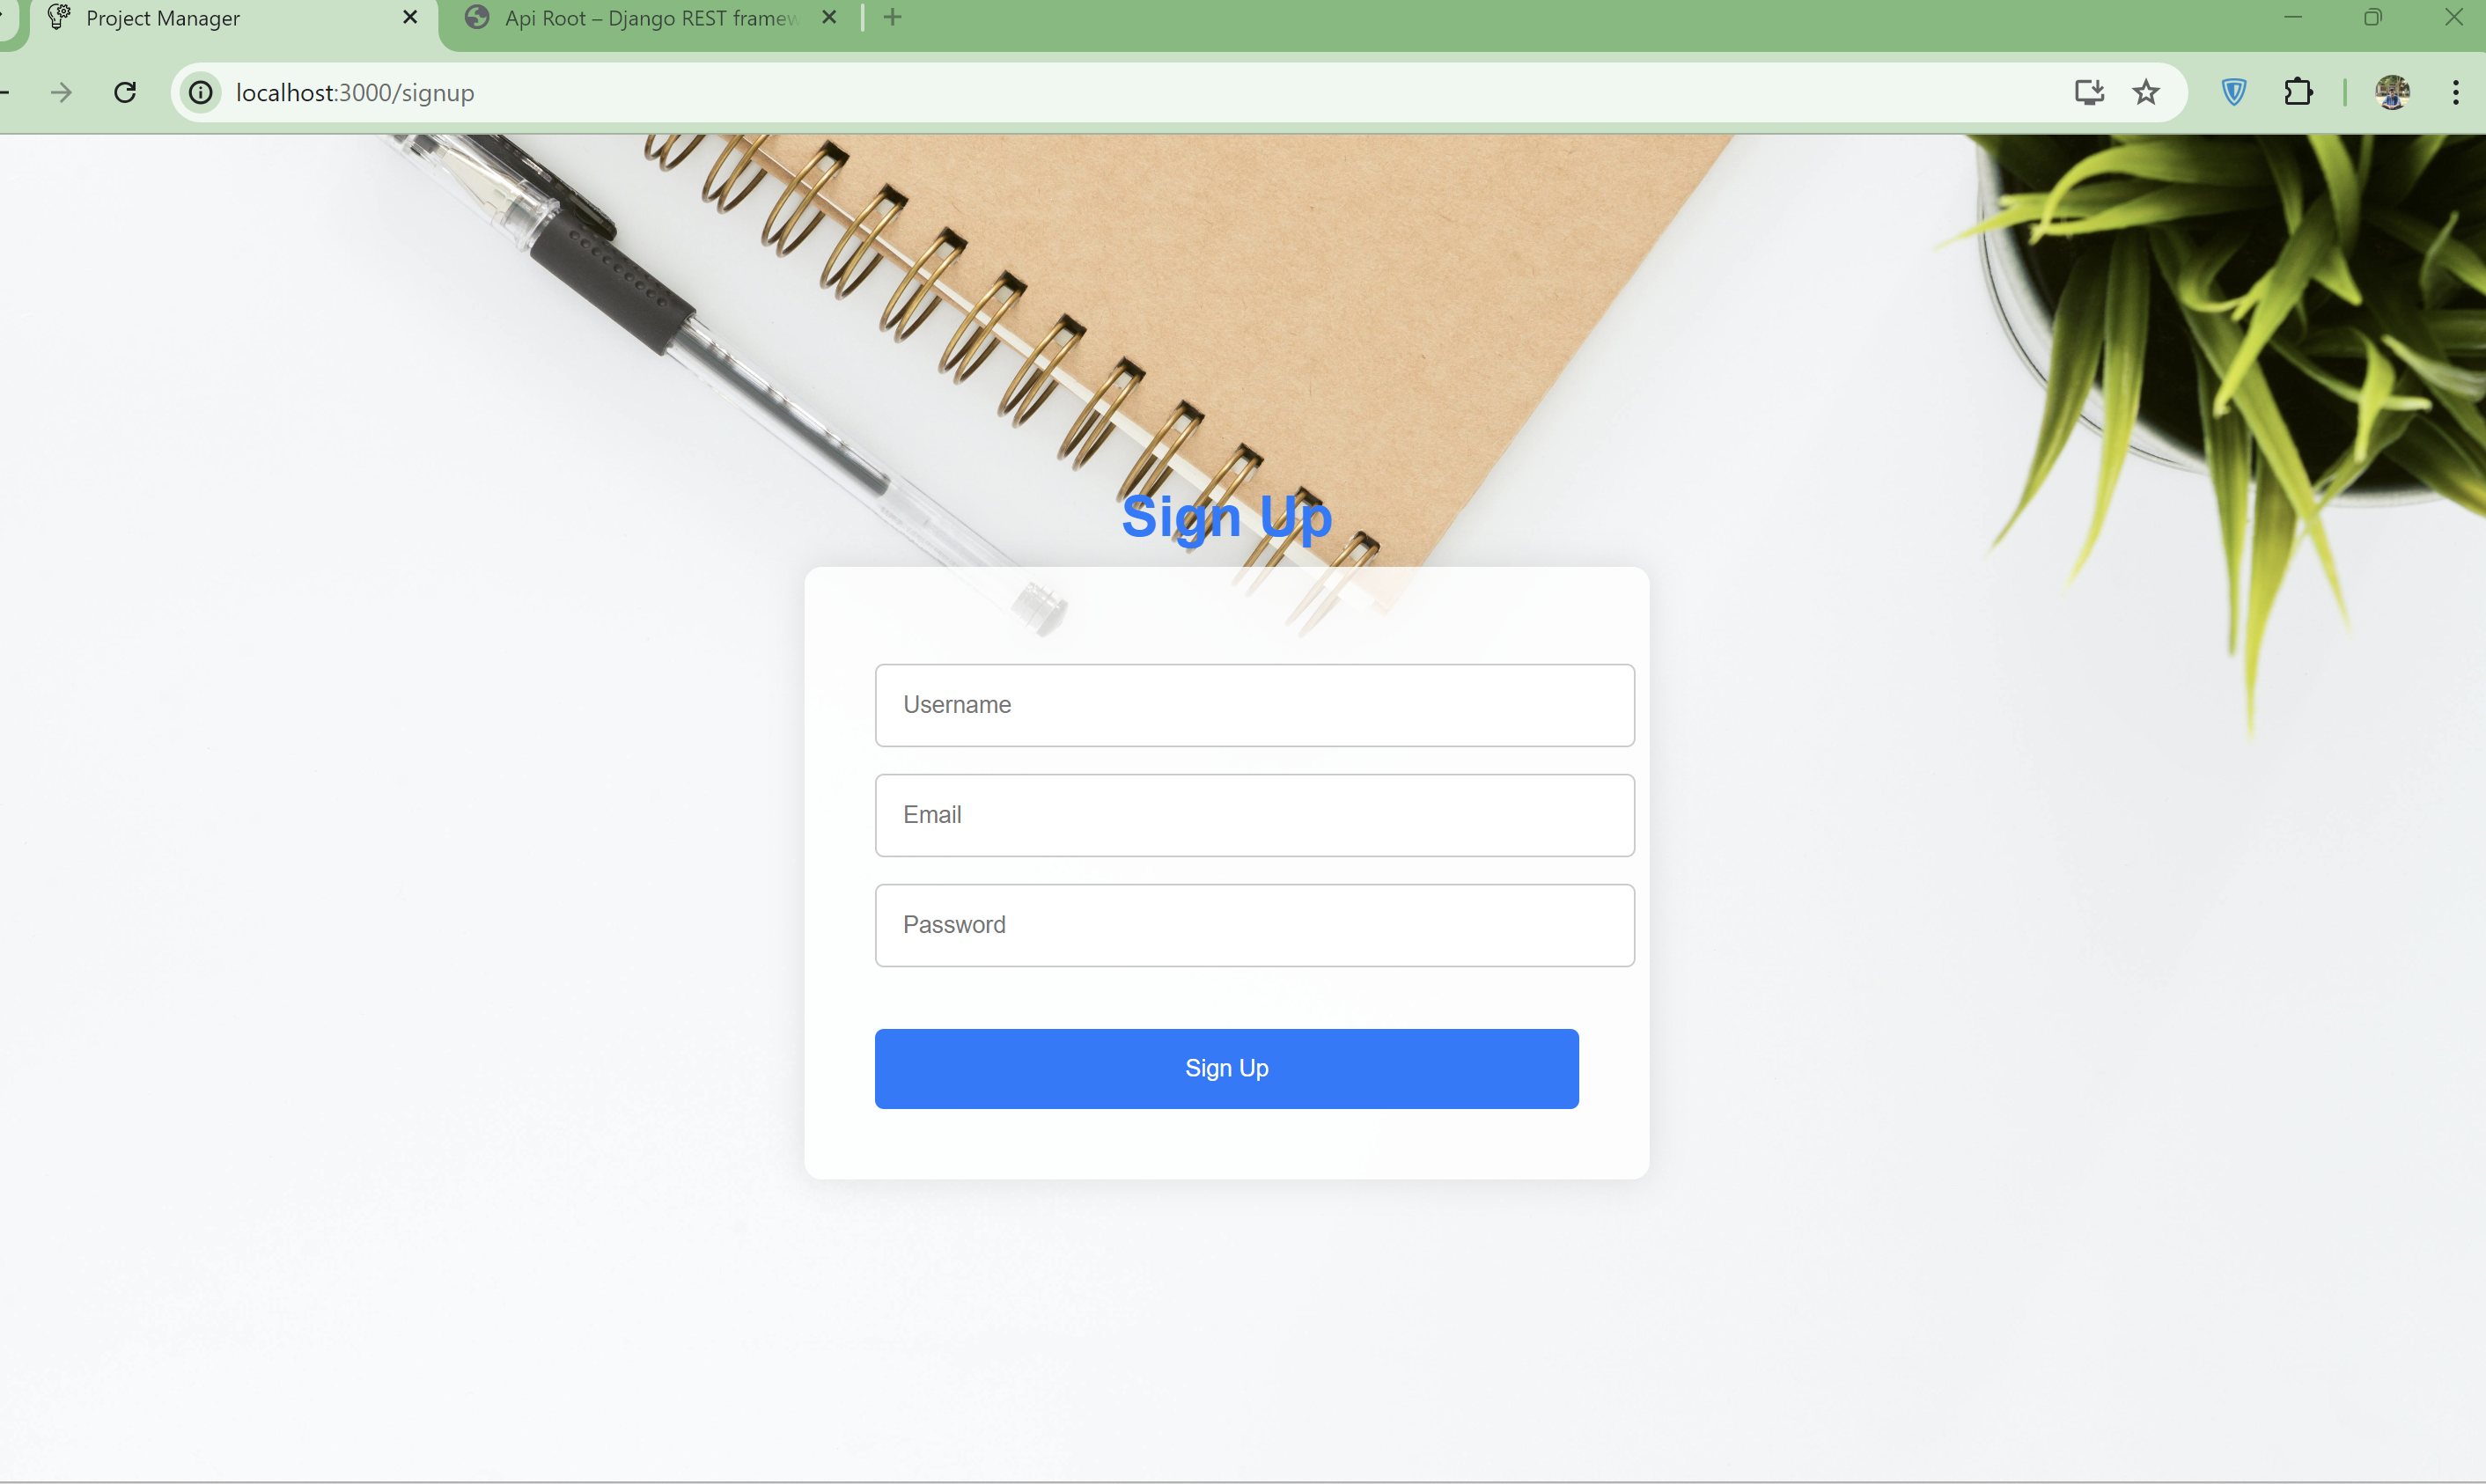 Project Manager
Api Root – Django REST framew
localhost:3000/signup
Sign Up
Username
Email
Password
Sign Up